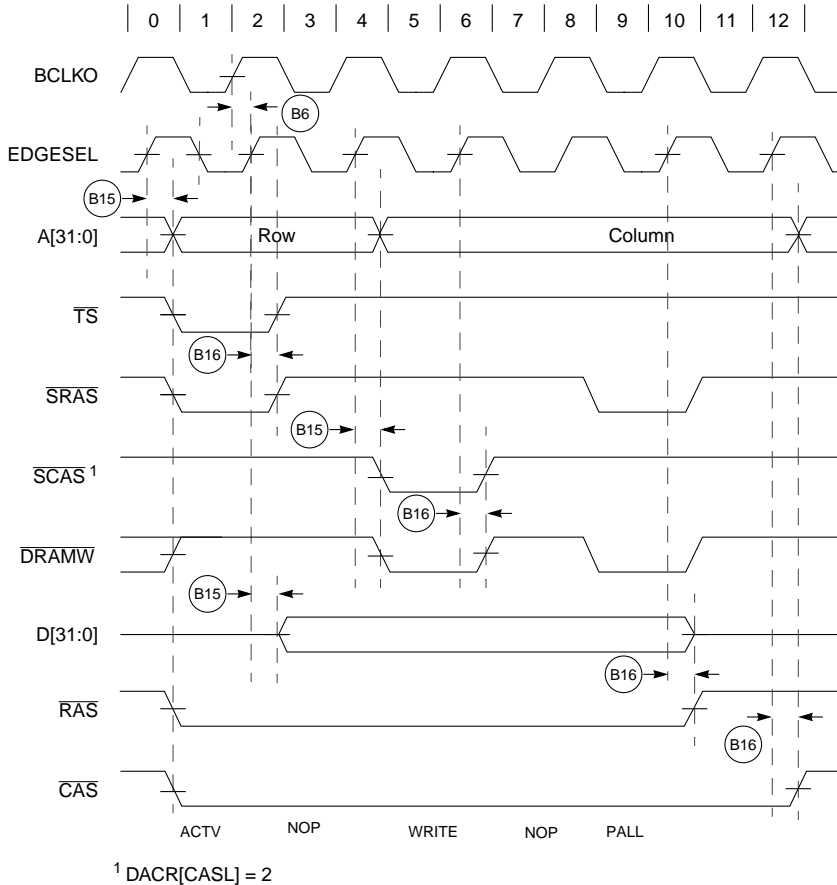 0 1 2 3 4 5 6 7 8 9 10 11 12
BCLKO
B6
EDGESEL
B15
A[31:0] Row Column
TS
B16
SRAS
B15
SCAS 1
B16
DRAMW
B15
D[31:0]
B16
RAS
B16
CAS
ACTV NOP WRITE NOP PALL
1 DACR[CASL] = 2